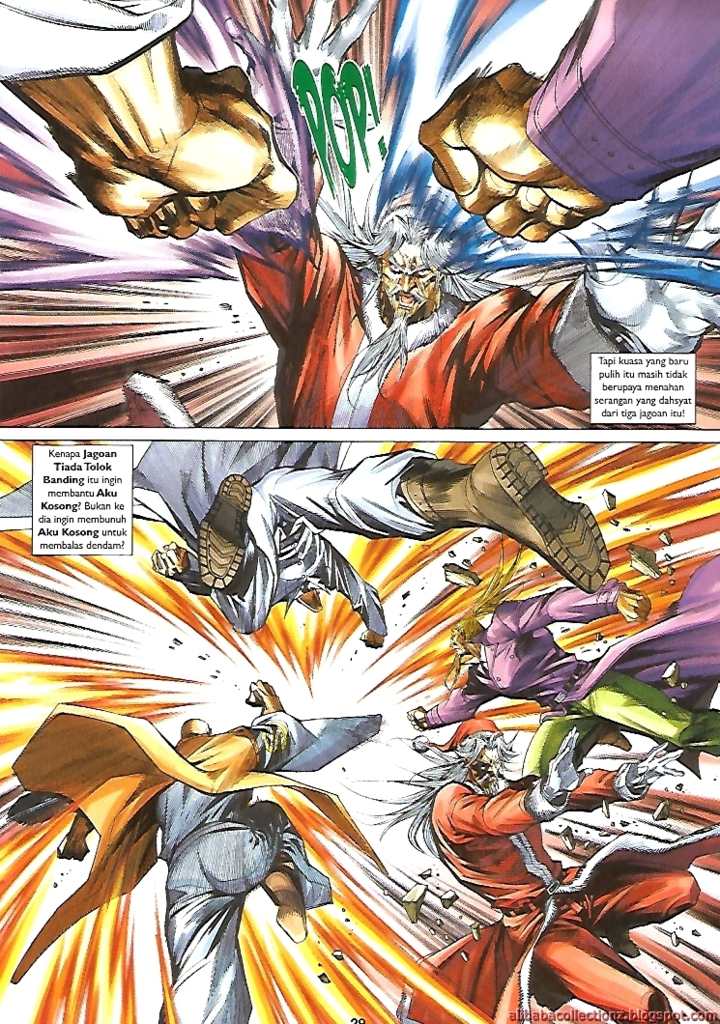 POP!
Tapi kuasa yang baru
pulih itu masih tidak
berupaya menahan
serangan yang dahsyat
dari tiga jagoan itu!
Kenapa Jagoan
Tiada Tolok
Banding itu ingin
membantu Aku
Kosong? Bukan ke
dia ingin membunuh
Aku Kosong untuk
membalas dendam?
29
alibabacollectionz.blogspot.com